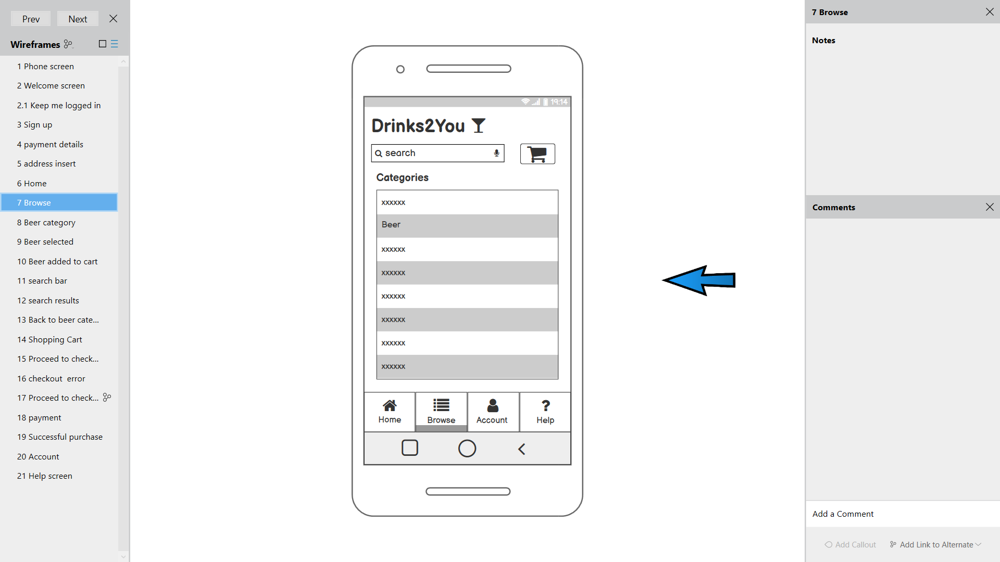 Prev
Next
Wireframes
1 Phone screen
2 Welcome screen
2.1 Keep me logged in
3 Sign up
4 payment details
5 address insert
6 Home
7 Browse
8 Beer category
9 Beer selected
10 Beer added to cart
11 search bar
12 search results
13 Back to beer cate...
14 Shopping Cart
15 Proceed to check...
16 checkout  error
17 Proceed to check...
18 payment
19 Successful purchase
20 Account
21 Help screen
19:14
Drinks2You
search
Categories
xxxxxx
Beer
xxxxxx
xxxxxx
xxxxxx
xxxxxx
xxxxxx
xxxxxx
Home
Browse
Account
? Help
7 Browse
Notes
Comments
Add a Comment
Add Callout
Add Link to Alternate